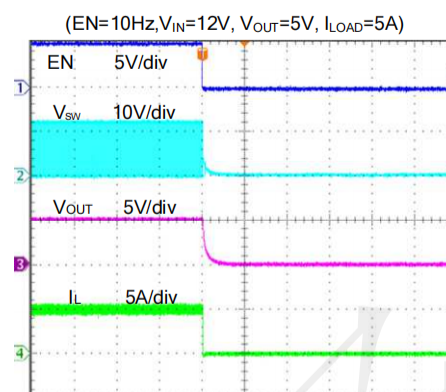 (EN=10Hz,VIN=12V, VOUT=5V, ILOAD=5A)
T
EN 5V/div
1
VSW 10V/div
2
VOUT 5V/div
3
IL 5A/div
4